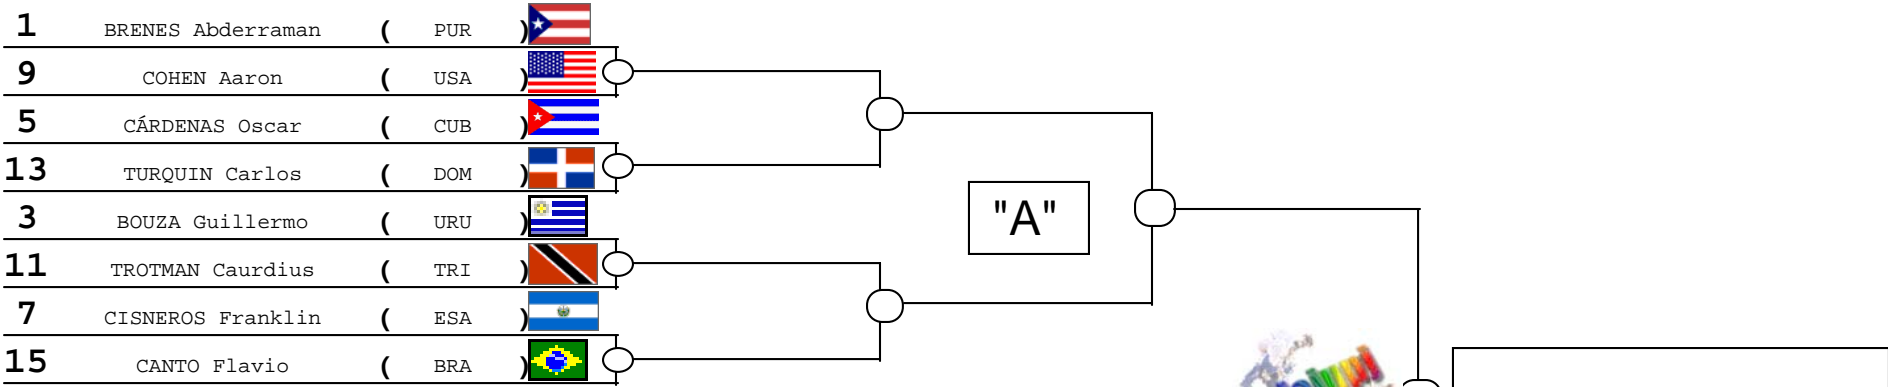 1 BRENES Abderraman ( PUR )
9 COHEN Aaron ( USA )
5 CÁRDENAS Oscar ( CUB )
13 TURQUIN Carlos ( DOM )
3 BOUZA Guillermo ( URU )
11 TROTMAN Caurdius ( TRI )
7 CISNEROS Franklin ( ESA )
15 CANTO Flavio ( BRA )
"A"